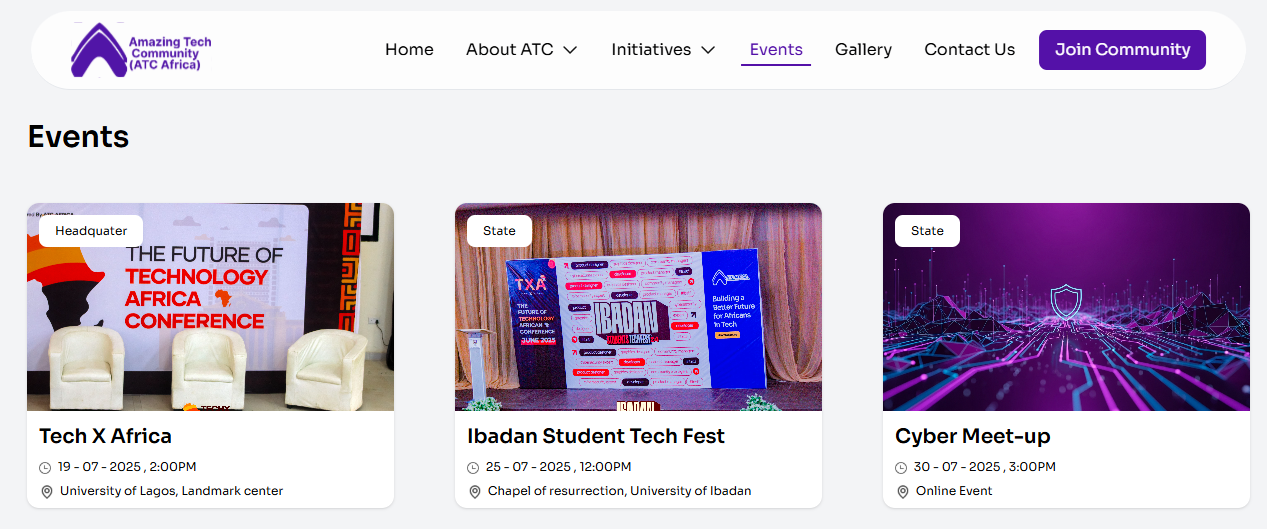 Amazing Tech
Community
(ATC Africa)
Home About ATC Initiatives Events Gallery Contact Us Join Community
Events
Headquater
THE FUTURE OF
TECHNOLOGY
AFRICA
CONFERENCE
Tech X Africa
19 - 07 - 2025 , 2:00PM
University of Lagos, Landmark center
State
TXA
THE
FUTURE OF
TECHNOLOGY
AFRICAN
CONFERENCE
JUNE 2025
IBADAN
Building a
Better Future
for Africans
in Tech
IBADAN
Ibadan Student Tech Fest
25 - 07 - 2025 , 12:00PM
Chapel of resurrection, University of Ibadan
State
Cyber Meet-up
30 - 07 - 2025 , 3:00PM
Online Event